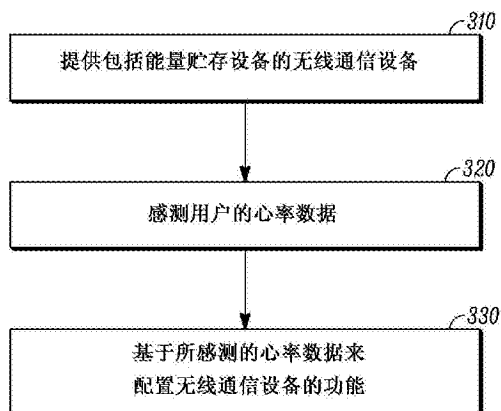 310
提供包括能量贮存设备的无线通信设备
320
感测用户的心率数据
330
基于所感测的心率数据来
配置无线通信设备的功能